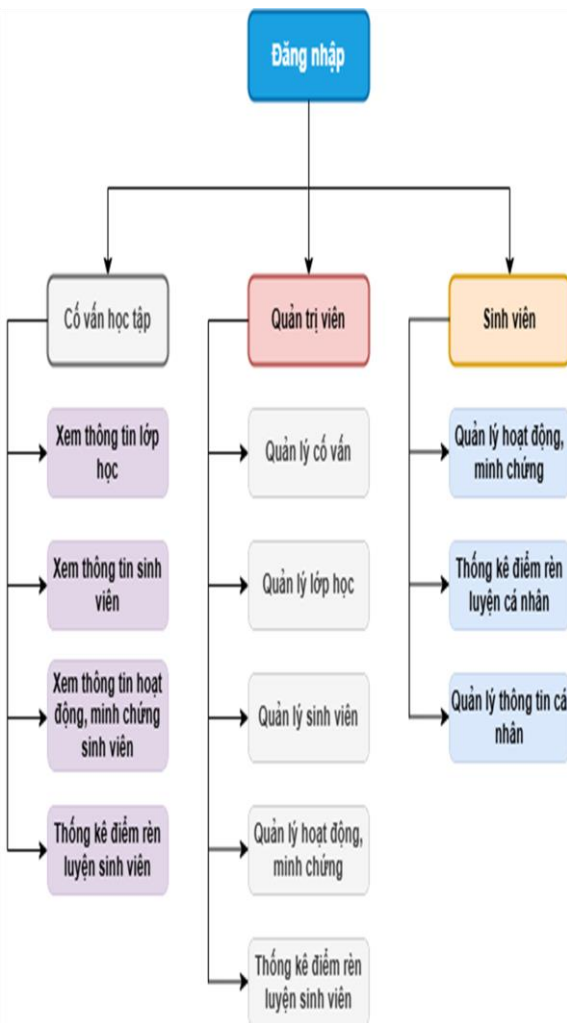 Đăng nhập
Cố vấn học tập
Quản trị viên
Sinh viên
Xem thông tin lớp
học
Xem thông tin sinh
viên
Xem thông tin hoạt
động, minh chứng
sinh viên
Thống kê điểm rèn
luyện sinh viên
Quản lý cố vấn
Quản lý lớp học
Quản lý sinh viên
Quản lý hoạt động,
minh chứng
Thống kê điểm rèn
luyện sinh viên
Quản lý hoạt động,
minh chứng
Thống kê điểm rèn
luyện cá nhân
Quản lý thông tin cá
nhân